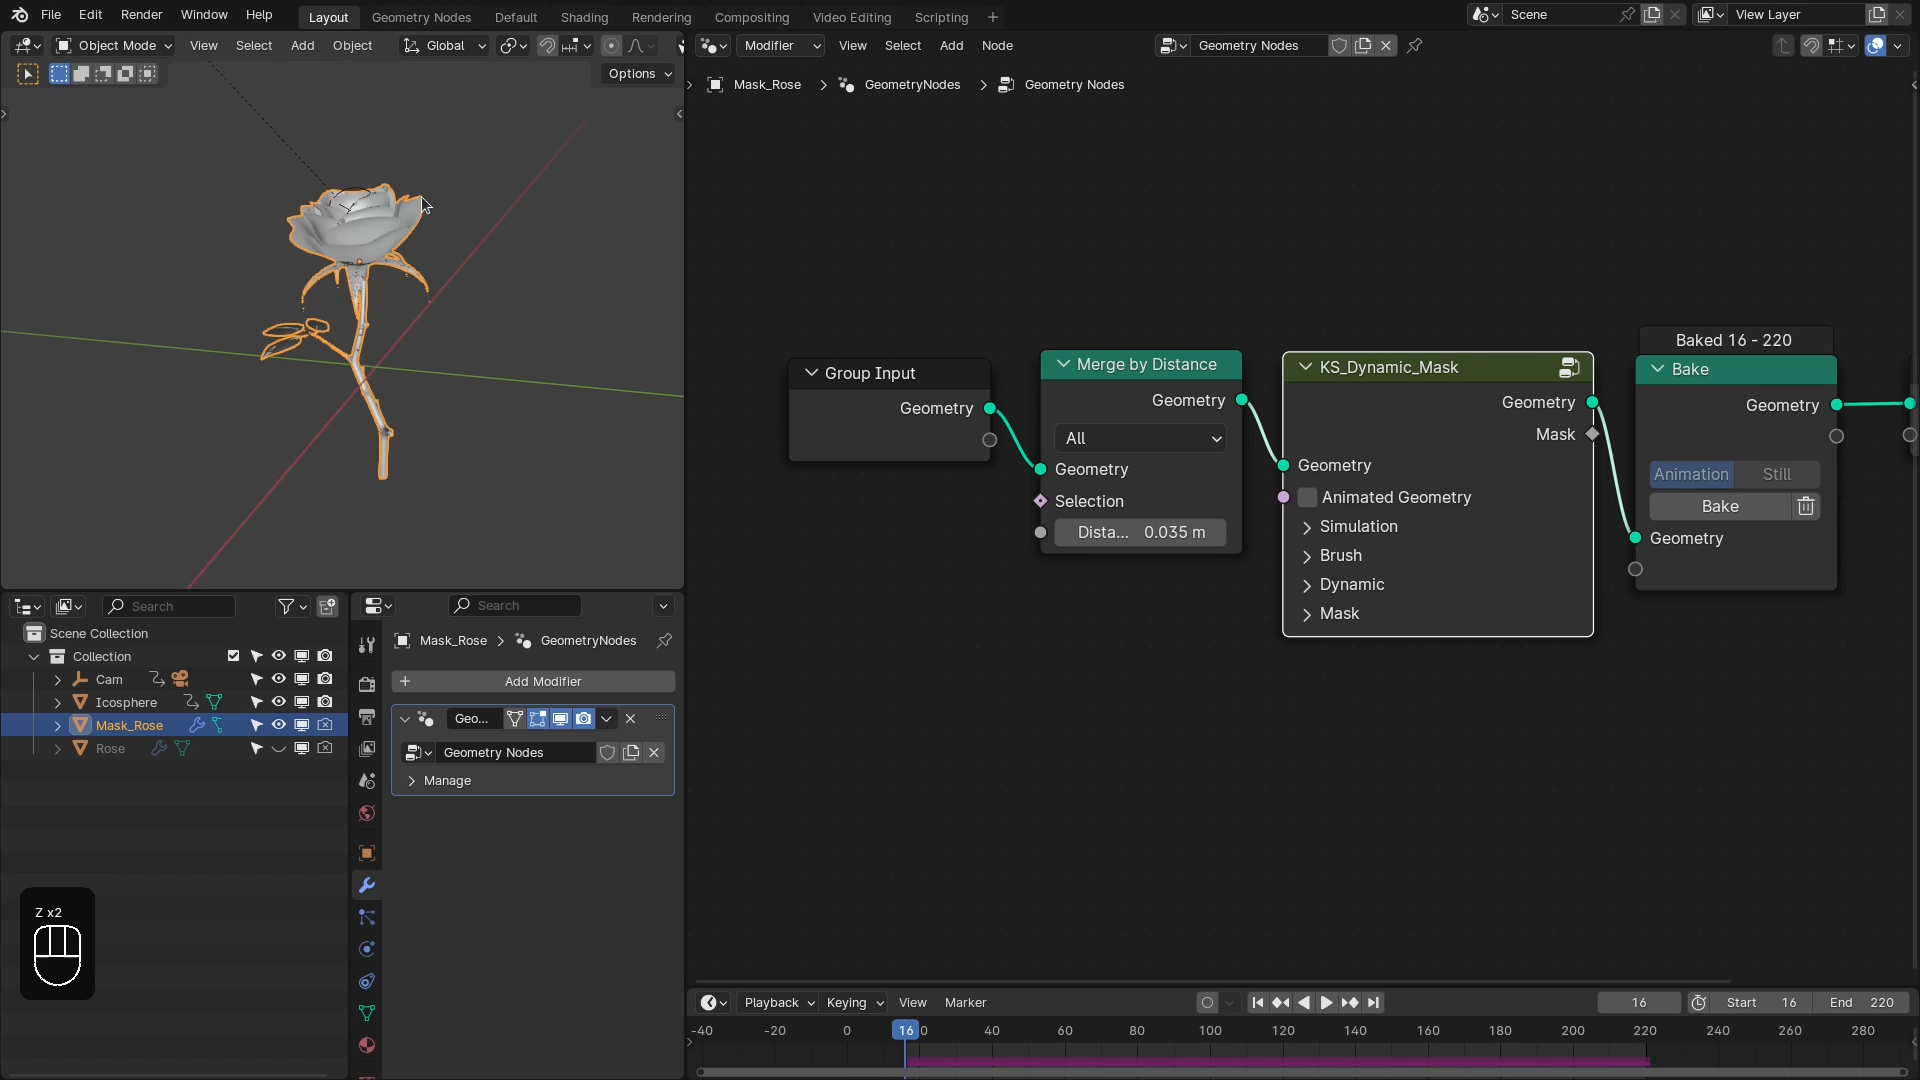 File Edit Render Window Help Layout Geometry Nodes Default Shading Rendering Compositing Video Editing Scripting + Scene View Layer
Object Mode View Select Add Object Global
Options
Modifier View Select Add Node Geometry Nodes
Mask_Rose > GeometryNodes > Geometry Nodes
Group Input
Geometry
Merge by Distance
Geometry
All
Geometry
Selection
Dista... 0.035 m
KS_Dynamic_Mask
Geometry
Mask
Geometry
Animated Geometry
Simulation
Brush
Dynamic
Mask
Baked 16 - 220
Bake
Geometry
Animation Still
Bake
Geometry
Search
Scene Collection
Collection
Cam
Icosphere
Mask_Rose
Rose
Z x2
Search
Mask_Rose > GeometryNodes
+ Add Modifier
Geo...
Geometry Nodes
Manage
Playback Keying View Marker 16 Start 16 End 220
-40 -20 0 16 40 60 80 100 120 140 160 180 200 220 240 260 280